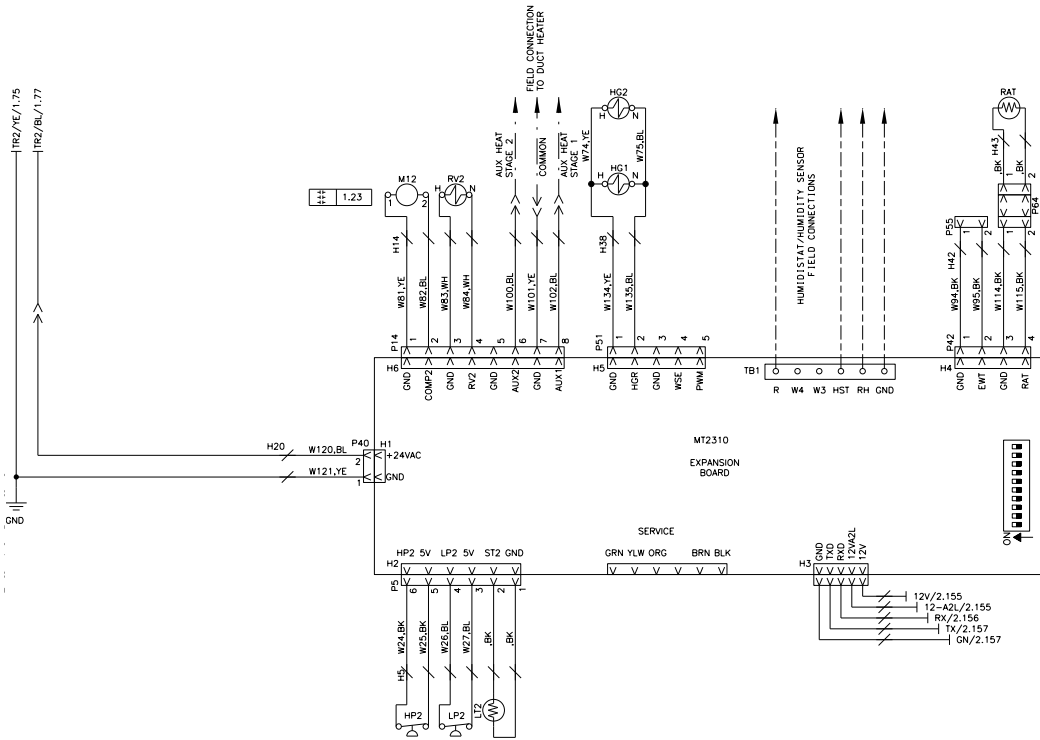 TR2/YE/1.75
TR2/BL/1.77
GND
1.23
M12
1
2
H14
W81,YE
W82,BL
RV2
H
N
W83,WH
W84,WH
AUX HEAT
STAGE 2
COMMON
AUX HEAT
STAGE 1
FIELD CONNECTION
TO DUCT HEATER
W100,BL
W101,YE
W102,BL
HG2
H
N
W74,YE
W75,BL
HG1
H
N
H38
W134,YE
W135,BL
HUMIDISTAT/HUMIDITY SENSOR
FIELD CONNECTIONS
RAT
H43
,BK
,BK
1
2
P64
1
2
P55
1
2
H42
W94,BK
W95,BK
W114,BK
W115,BK
P14
1
2
3
4
5
6
7
8
H6
GND
COMP2
GND
RV2
GND
AUX2
GND
AUX1
P51
1
2
3
4
5
H5
GND
HGR
GND
WSE
PWM
TB1
R W4 W3 HST RH GND
P42
1
2
3
4
H4
GND
EWT
GND
RAT
H20
W120,BL
P40
H1
2
+24VAC
W121,YE
1
GND
MT2310
EXPANSION
BOARD
ON
SERVICE
GRN YLW ORG BRN BLK
HP2 5V LP2 5V ST2 GND
H2
P5
6
5
4
3
2
1
W24,BK
W25,BK
W26,BL
W27,BL
,BK
,BK
H5
HP2
LP2
LT2
H3
GND
TXD
RXD
12VA2L
12V
12V/2.155
12-A2L/2.155
RX/2.156
TX/2.157
GN/2.157